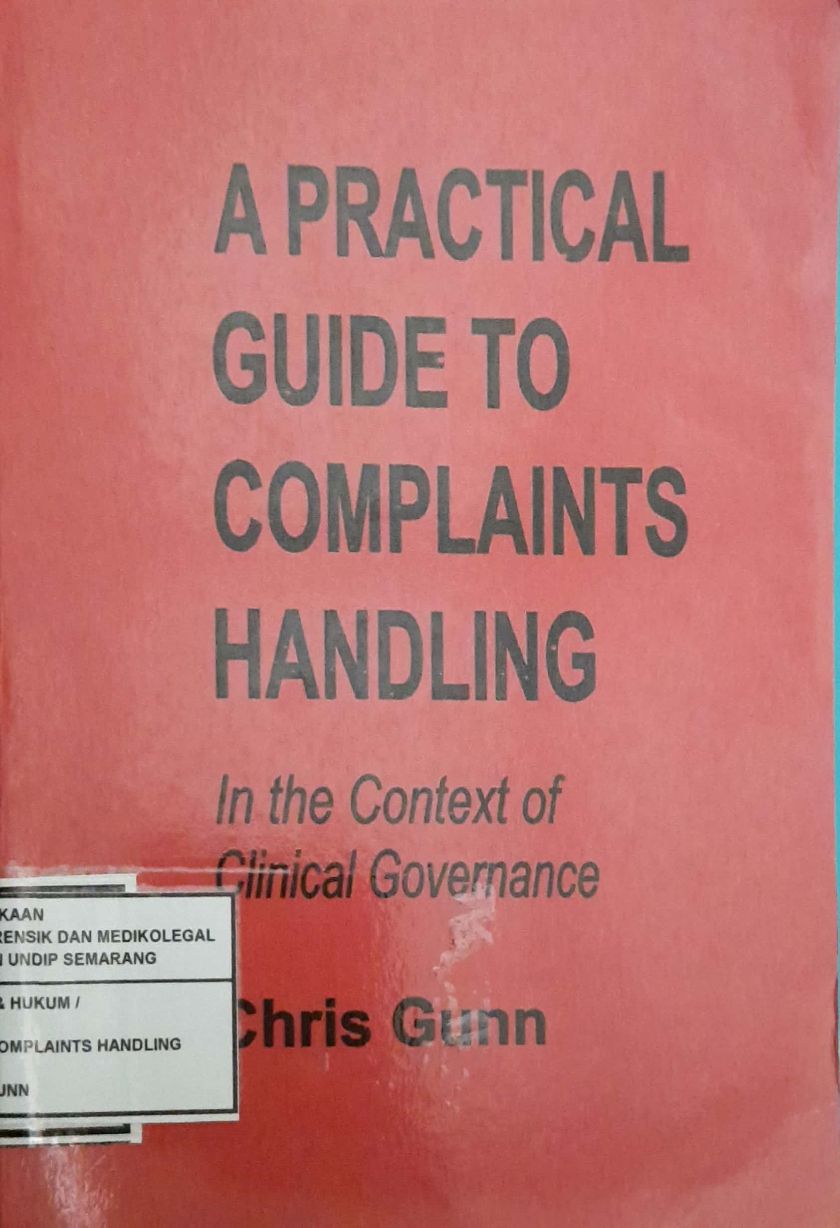 A PRACTICAL
GUIDE TO
COMPLAINTS
HANDLING
In the Context of
Clinical Governance
Chris Gunn
KAAN
RENSIK DAN MEDIKOLEGAL
UNDIP SEMARANG
& HUKUM /
OMPLAINTS HANDLING
UNN